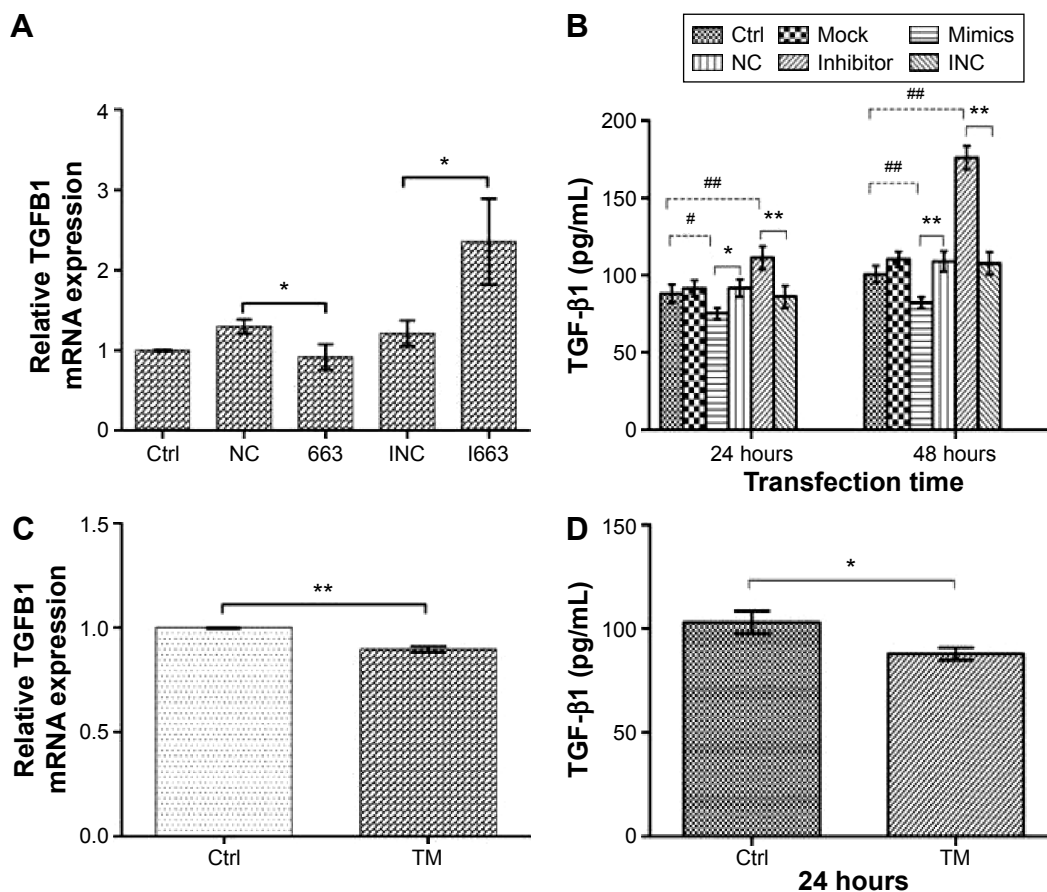 A
Relative TGFB1
mRNA expression
4
3
2
1
0
*
*
Ctrl NC 663 INC I663
B
Ctrl Mock Mimics
NC Inhibitor INC
TGF-β1 (pg/mL)
200
150
100
50
0
## **
## **
## **
# *
24 hours 48 hours
Transfection time
C
Relative TGFB1
mRNA expression
1.5
1.0
0.5
0.0
**
Ctrl TM
D
TGF-β1 (pg/mL)
150
100
50
0
*
Ctrl TM
24 hours